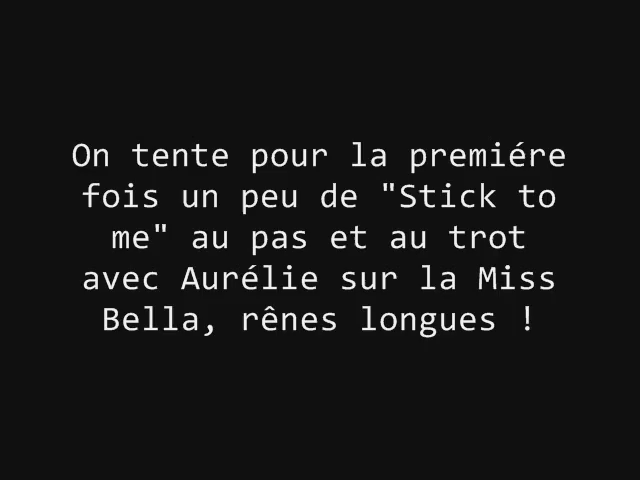 On tente pour la premiére
fois un peu de "Stick to
me" au pas et au trot
avec Aurélie sur la Miss
Bella, rênes longues !